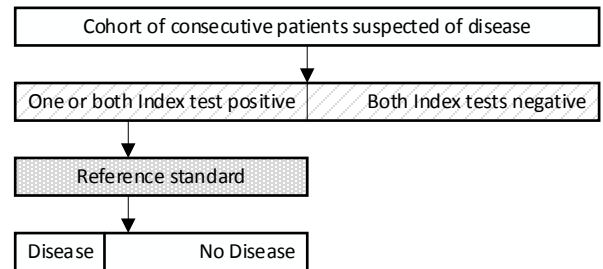 Cohort of consecutive patients suspected of disease
One or both Index test positive
Both Index tests negative
Reference standard
Disease
No Disease